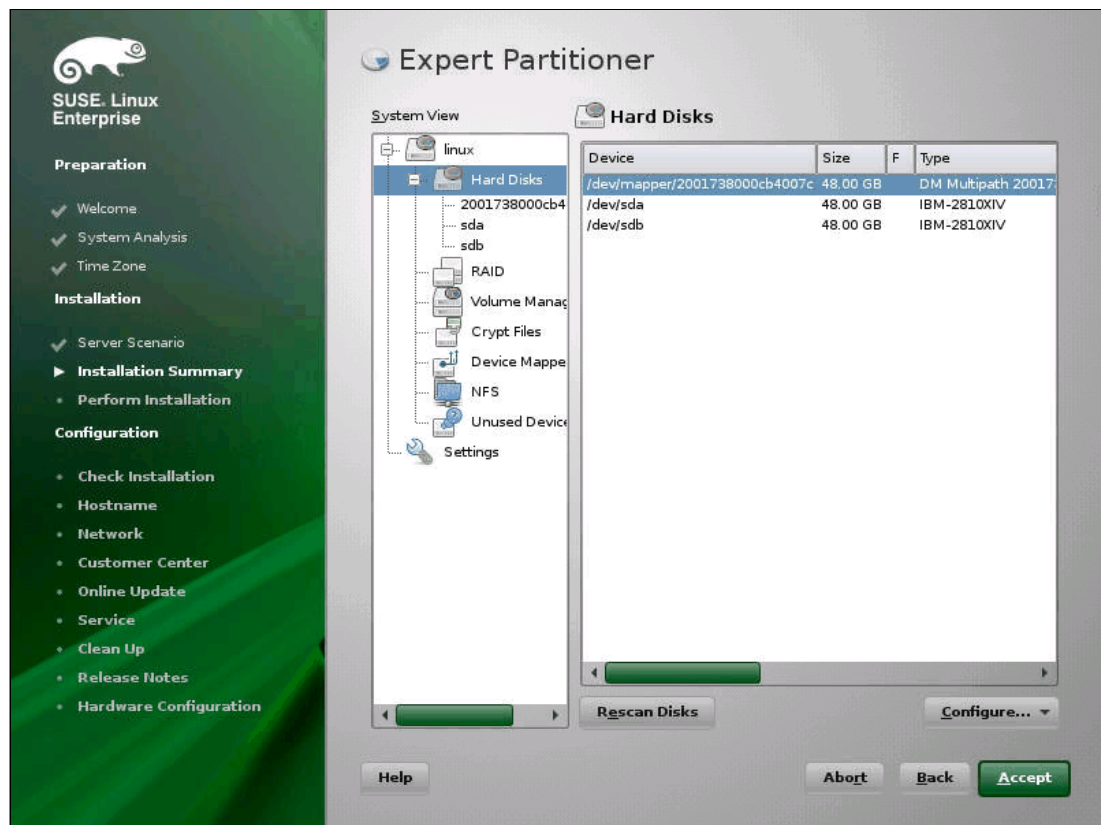 SUSE. Linux
Enterprise
Preparation
Welcome
System Analysis
Time Zone
Installation
Server Scenario
Installation Summary
Perform Installation
Configuration
Check Installation
Hostname
Network
Customer Center
Online Update
Service
Clean Up
Release Notes
Hardware Configuration
Expert Partitioner
System View
linux
Hard Disks
2001738000cb4
sda
sdb
RAID
Volume Manag
Crypt Files
Device Mappe
NFS
Unused Device
Settings
Hard Disks
Device Size F Type
/dev/mapper/2001738000cb4007c 48.00 GB DM Multipath 20017
/dev/sda 48.00 GB IBM-2810XIV
/dev/sdb 48.00 GB IBM-2810XIV
Rescan Disks Configure...
Help Abort Back Accept